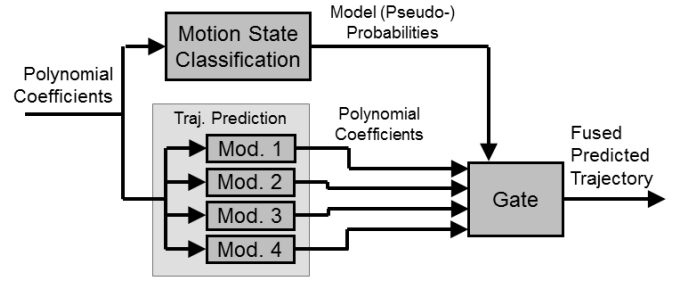 Model (Pseudo-)
Probabilities
Motion State
Classification
Polynomial
Coefficients
Traj. Prediction
Polynomial
Coefficients
Mod. 1
Mod. 2
Mod. 3
Mod. 4
Gate
Fused
Predicted
Trajectory